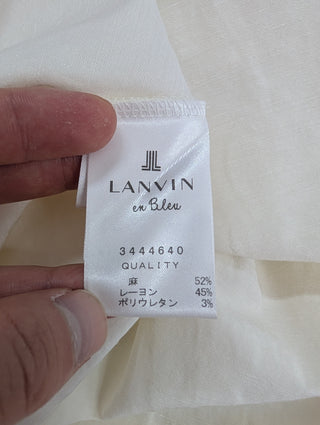 LANVIN
en Bleu
3444640
QUALITY
麻 52%
レーヨン 45%
ポリウレタン 3%